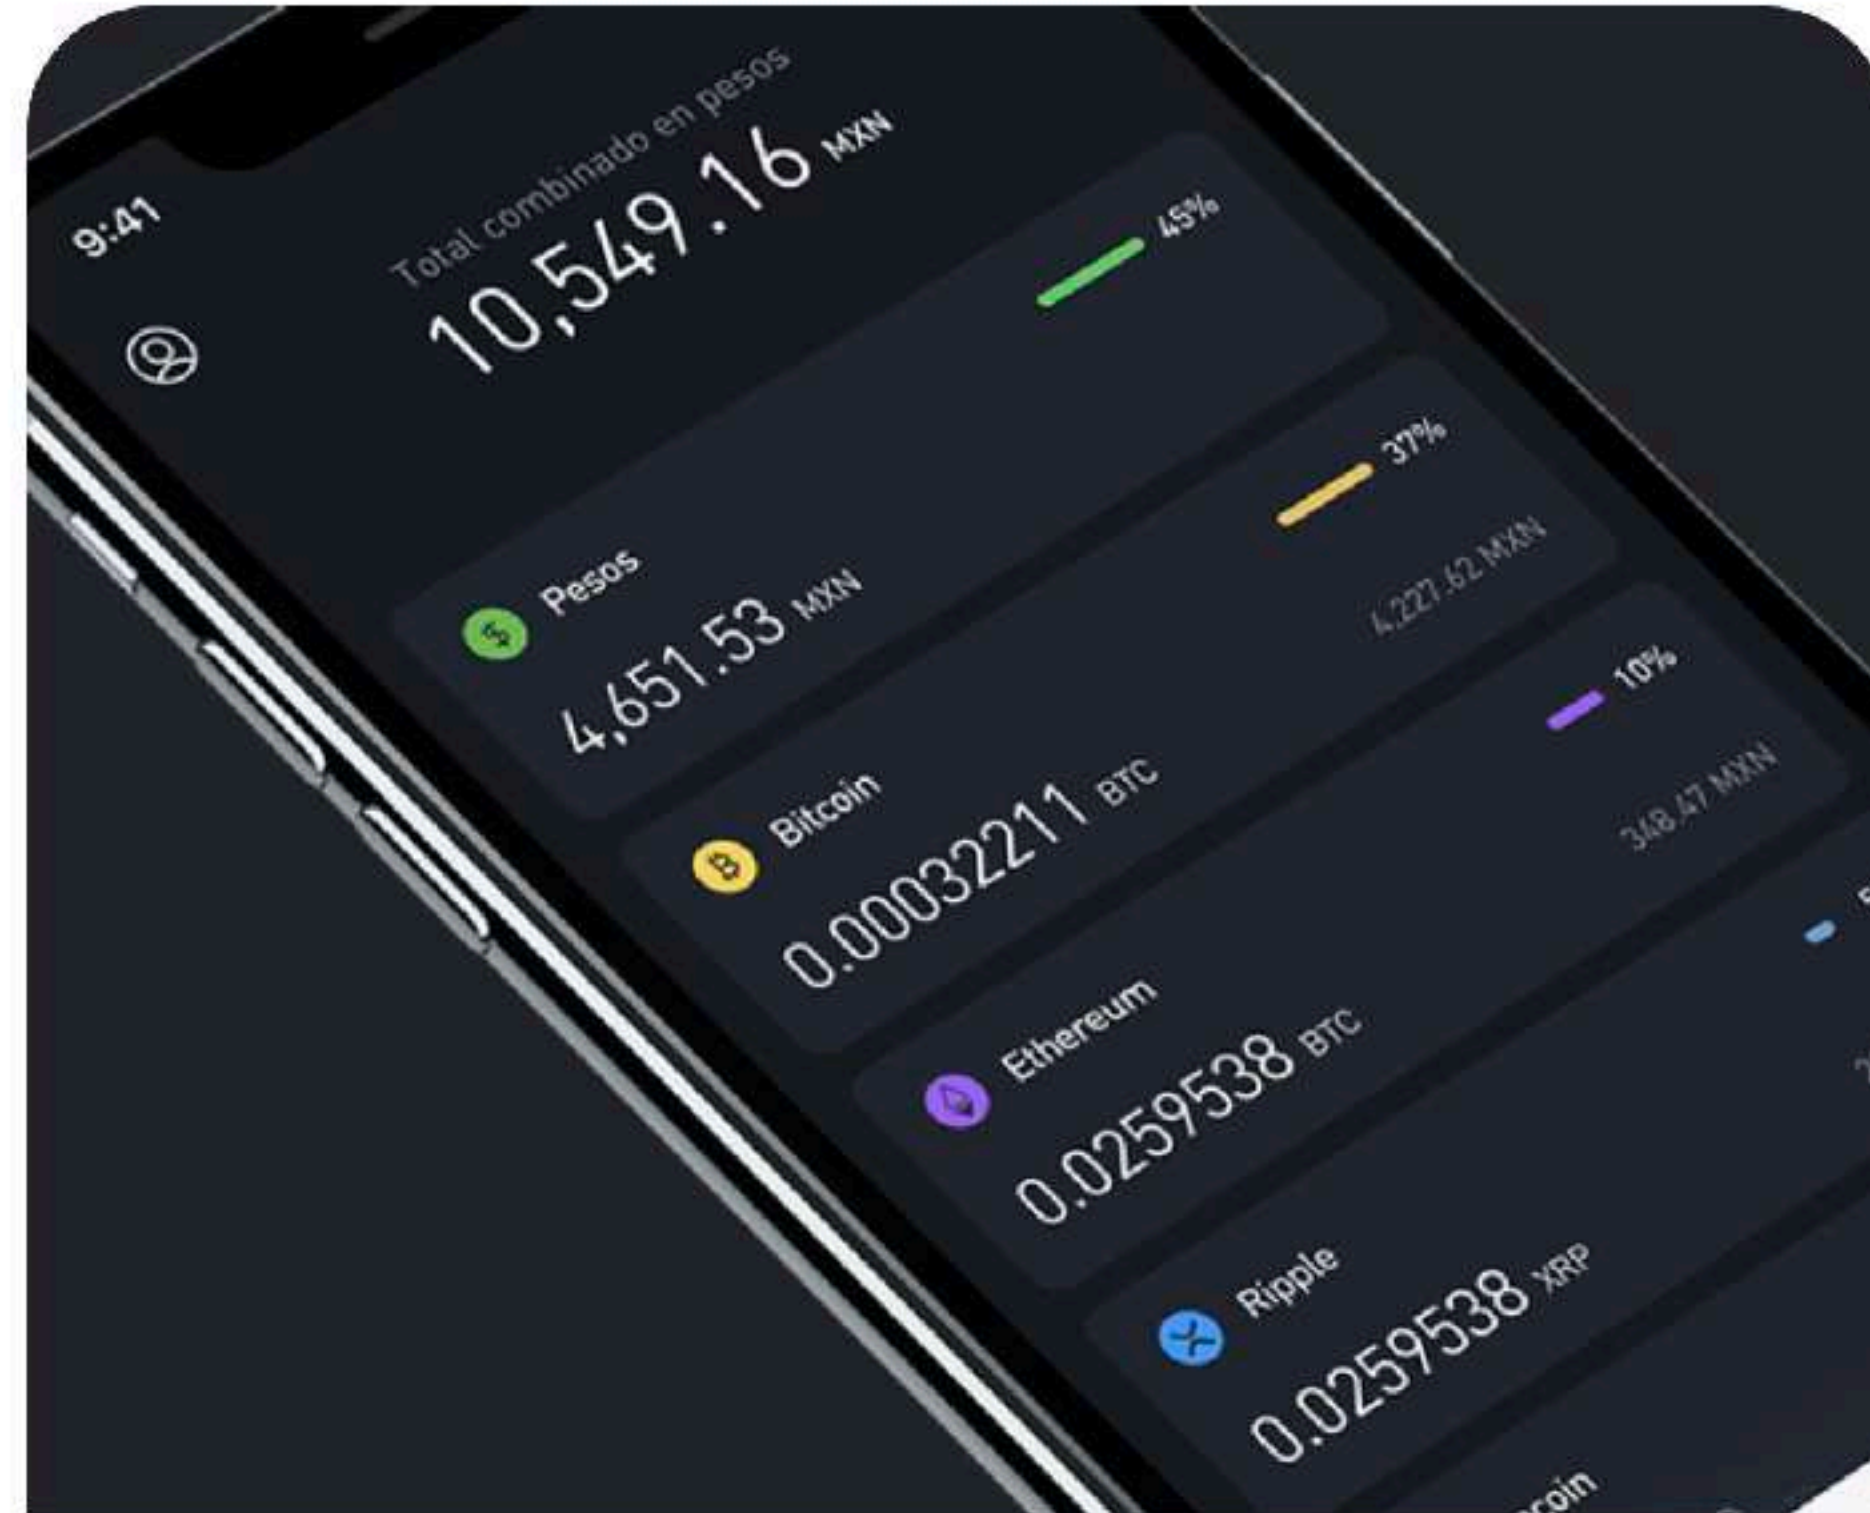 9:41
Total combinado en pesos
10,549.16 MXN
Pesos
45%
4,651.53 MXN
Bitcoin
37%
0.00032211 BTC
4,227.62 MXN
Ethereum
10%
0.0259538 BTC
348.47 MXN
Ripple
0.0259538 XRP
coin